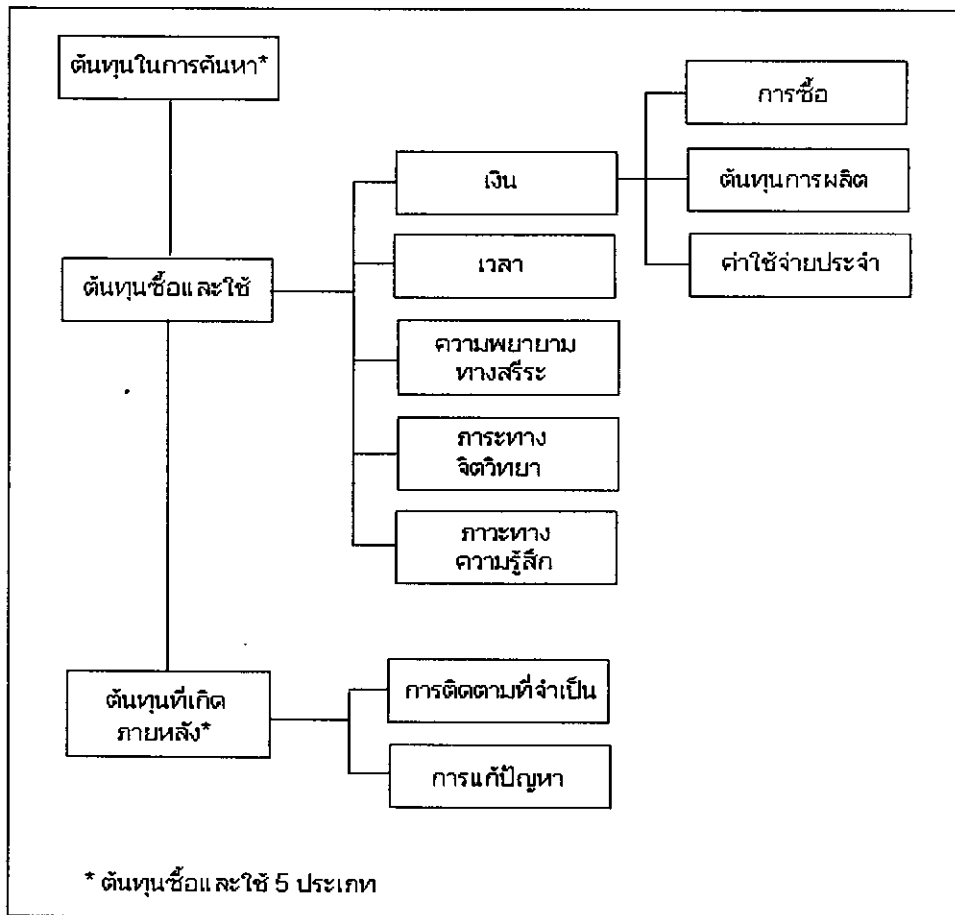 ต้นทุนในการค้นหา*
การซื้อ
เงิน
ต้นทุนการผลิต
เวลา
ค่าใช้จ่ายประจำ
ต้นทุนซื้อและใช้
ความพยายาม
ทางสรีระ
ภาระทาง
จิตวิทยา
ภาวะทาง
ความรู้สึก
ต้นทุนที่เกิด
ภายหลัง*
การติดตามที่จำเป็น
การแก้ปัญหา
* ต้นทุนซื้อและใช้ 5 ประเภท